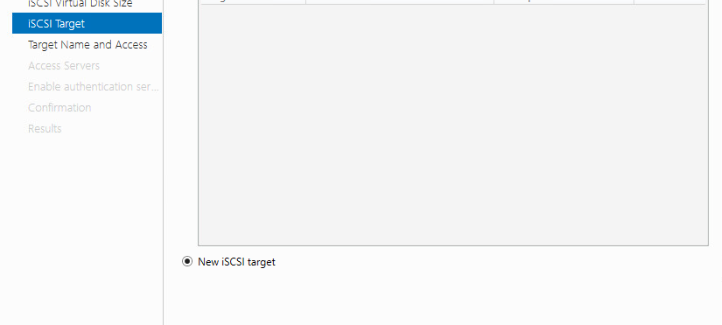 iSCSI Virtual Disk Size
iSCSI Target
Target Name and Access
Access Servers
Enable authentication ser...
Confirmation
Results
New iSCSI target